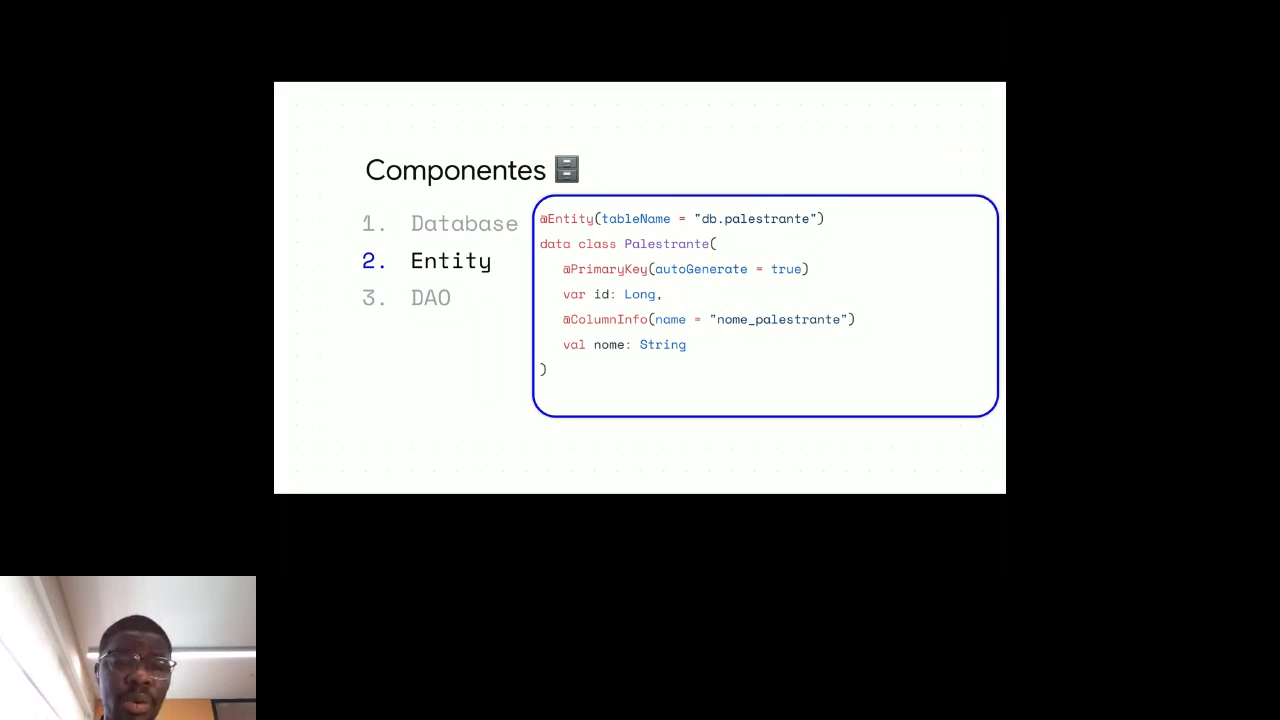 Componentes
1. Database
2. Entity
3. DAO
@Entity(tableName = "db.palestrante")
data class Palestrante(
@PrimaryKey(autoGenerate = true)
var id: Long,
@ColumnInfo(name = "nome_palestrante")
val nome: String
)